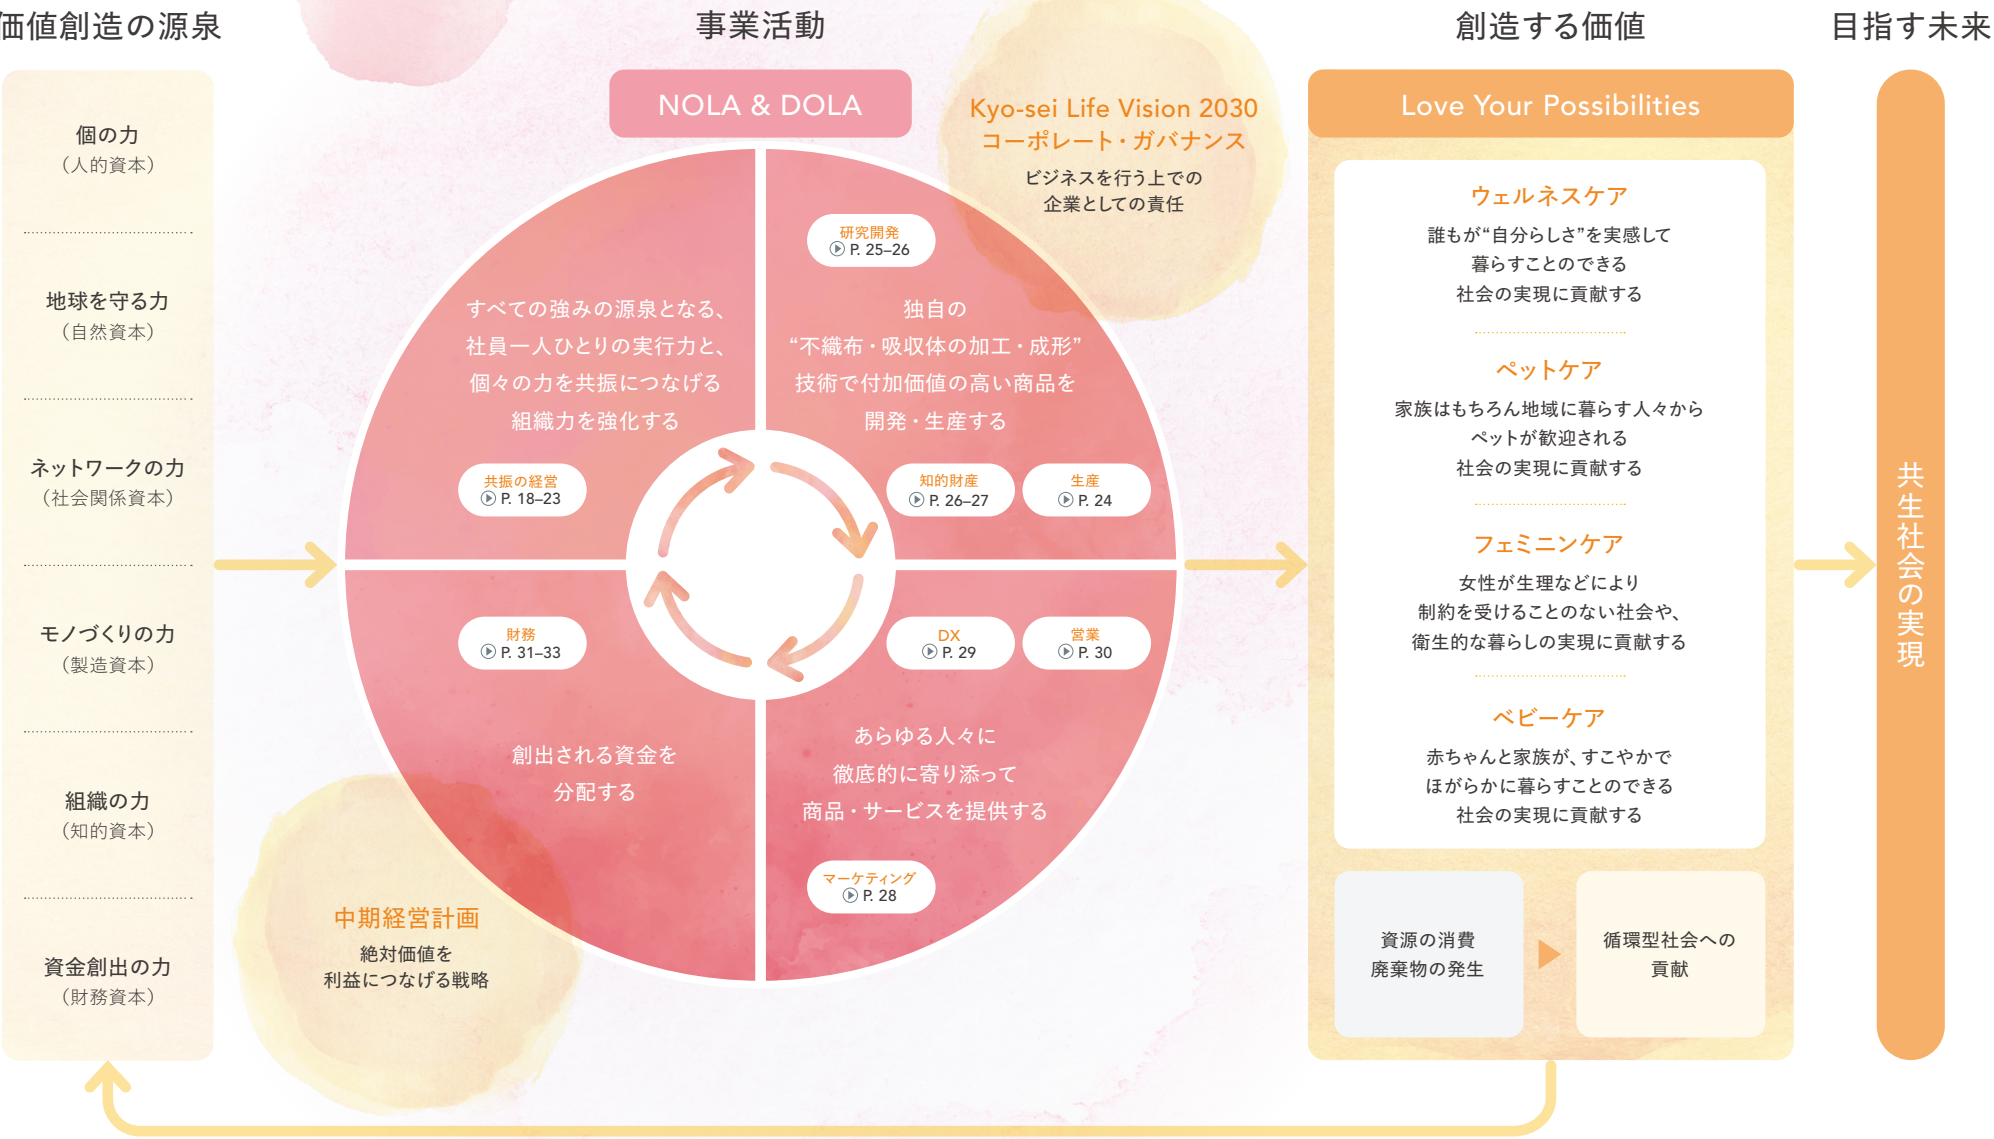 価値創造の源泉
個の力
（人的資本）
地球を守る力
（自然資本）
ネットワークの力
（社会関係資本）
モノづくりの力
（製造資本）
組織の力
（知的資本）
資金創出の力
（財務資本）
事業活動
NOLA & DOLA
Kyo-sei Life Vision 2030
コーポレート・ガバナンス
ビジネスを行う上での
企業としての責任
すべての強みの源泉となる、
社員一人ひとりの実行力と、
個々の力を共振につなげる
組織力を強化する
共振の経営
P. 18–23
研究開発
P. 25–26
独自の
“不織布・吸収体の加工・成形”
技術で付加価値の高い商品を
開発・生産する
知的財産
P. 26–27
生産
P. 24
財務
P. 31–33
創出される資金を
分配する
DX
P. 29
営業
P. 30
あらゆる人々に
徹底的に寄り添って
商品・サービスを提供する
マーケティング
P. 28
中期経営計画
絶対価値を
利益につなげる戦略
創造する価値
Love Your Possibilities
ウェルネスケア
誰もが“自分らしさ”を実感して
暮らすことのできる
社会の実現に貢献する
ペットケア
家族はもちろん地域に暮らす人々から
ペットが歓迎される
社会の実現に貢献する
フェミニンケア
女性が生理などにより
制約を受けることのない社会や、
衛生的な暮らしの実現に貢献する
ベビーケア
赤ちゃんと家族が、すこやかで
ほがらかに暮らすことのできる
社会の実現に貢献する
資源の消費
廃棄物の発生
循環型社会への
貢献
目指す未来
共生社会の実現